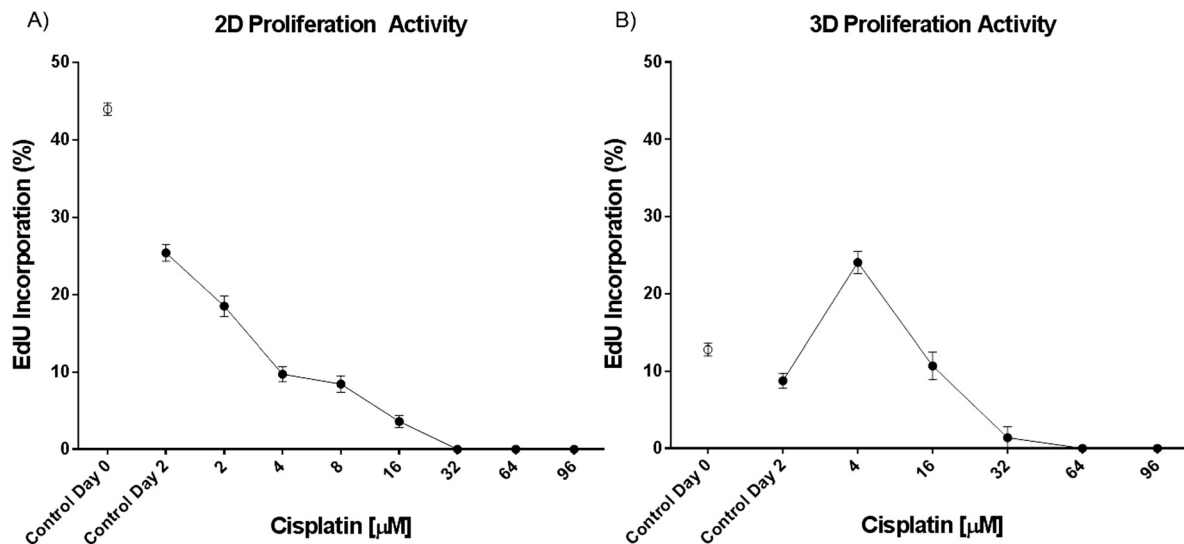 A)
2D Proliferation Activity
50
40
30
20
10
0
EdU Incorporation (%)
Control Day 0
Control Day 2
2
4
8
16
32
64
96
Cisplatin [μM]
B)
3D Proliferation Activity
50
40
30
20
10
0
EdU Incorporation (%)
Control Day 0
Control Day 2
4
16
32
64
96
Cisplatin [μM]